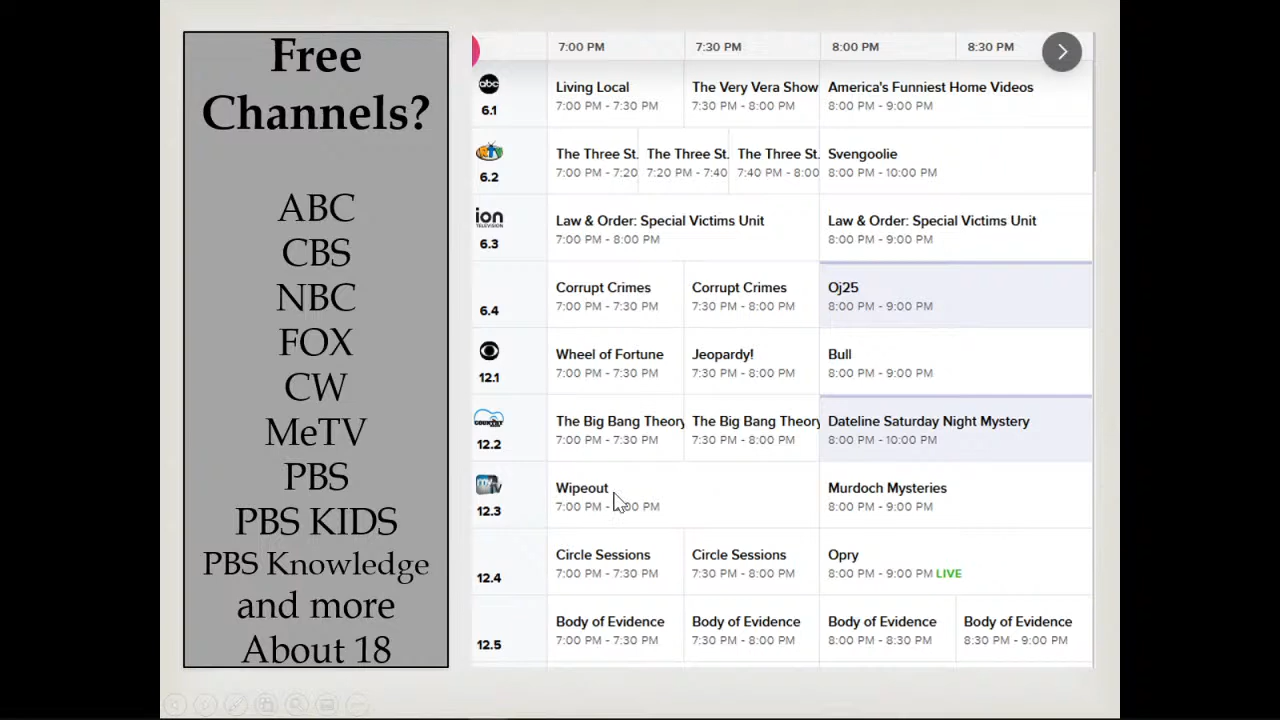 Free
Channels?
ABC
CBS
NBC
FOX
CW
MeTV
PBS
PBS KIDS
PBS Knowledge
and more
About 18
7:00 PM 7:30 PM 8:00 PM 8:30 PM
abc
6.1
Living Local
7:00 PM - 7:30 PM
The Very Vera Show
7:30 PM - 8:00 PM
America's Funniest Home Videos
8:00 PM - 9:00 PM
6.2
The Three St.
7:00 PM - 7:20
The Three St.
7:20 PM - 7:40
The Three St.
7:40 PM - 8:00
Svengoolie
8:00 PM - 10:00 PM
ion
TELEVISION
6.3
Law & Order: Special Victims Unit
7:00 PM - 8:00 PM
Law & Order: Special Victims Unit
8:00 PM - 9:00 PM
6.4
Corrupt Crimes
7:00 PM - 7:30 PM
Corrupt Crimes
7:30 PM - 8:00 PM
Oj25
8:00 PM - 9:00 PM
12.1
Wheel of Fortune
7:00 PM - 7:30 PM
Jeopardy!
7:30 PM - 8:00 PM
Bull
8:00 PM - 9:00 PM
COUNTRY
12.2
The Big Bang Theory
7:00 PM - 7:30 PM
The Big Bang Theory
7:30 PM - 8:00 PM
Dateline Saturday Night Mystery
8:00 PM - 10:00 PM
12.3
Wipeout
7:00 PM - :00 PM
Murdoch Mysteries
8:00 PM - 9:00 PM
12.4
Circle Sessions
7:00 PM - 7:30 PM
Circle Sessions
7:30 PM - 8:00 PM
Opry
8:00 PM - 9:00 PM LIVE
12.5
Body of Evidence
7:00 PM - 7:30 PM
Body of Evidence
7:30 PM - 8:00 PM
Body of Evidence
8:00 PM - 8:30 PM
Body of Evidence
8:30 PM - 9:00 PM